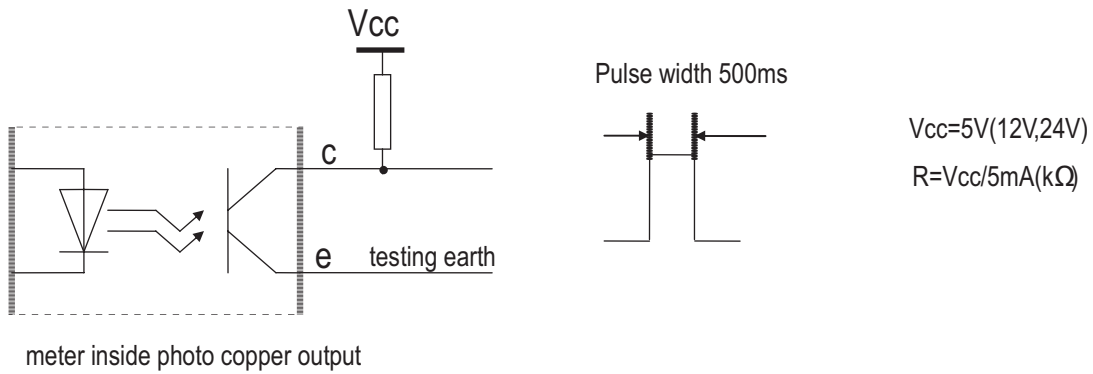 Vcc
Pulse width 500ms
Vcc=5V(12V,24V)
c
R=Vcc/5mA(kΩ)
e
testing earth
meter inside photo copper output